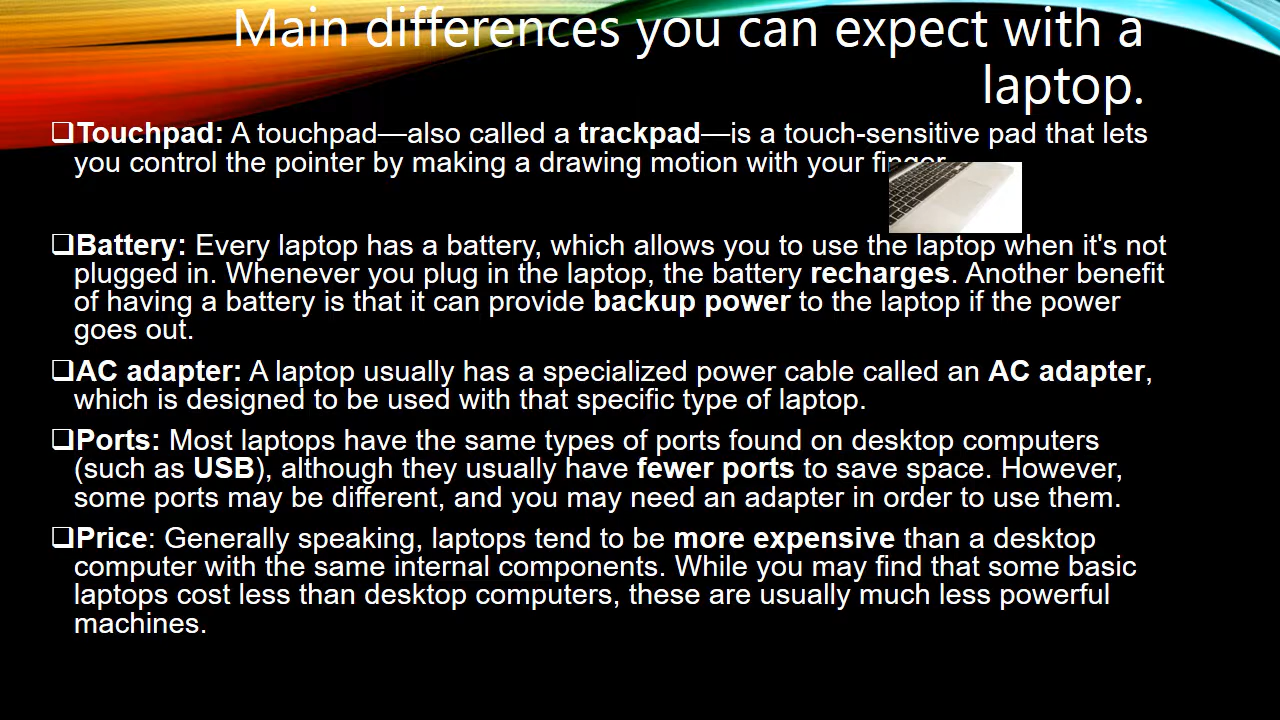 Main differences you can expect with a
laptop.
❑Touchpad: A touchpad—also called a trackpad—is a touch-sensitive pad that lets
you control the pointer by making a drawing motion with your finger.
❑Battery: Every laptop has a battery, which allows you to use the laptop when it's not
plugged in. Whenever you plug in the laptop, the battery recharges. Another benefit
of having a battery is that it can provide backup power to the laptop if the power
goes out.
❑AC adapter: A laptop usually has a specialized power cable called an AC adapter,
which is designed to be used with that specific type of laptop.
❑Ports: Most laptops have the same types of ports found on desktop computers
(such as USB), although they usually have fewer ports to save space. However,
some ports may be different, and you may need an adapter in order to use them.
❑Price: Generally speaking, laptops tend to be more expensive than a desktop
computer with the same internal components. While you may find that some basic
laptops cost less than desktop computers, these are usually much less powerful
machines.